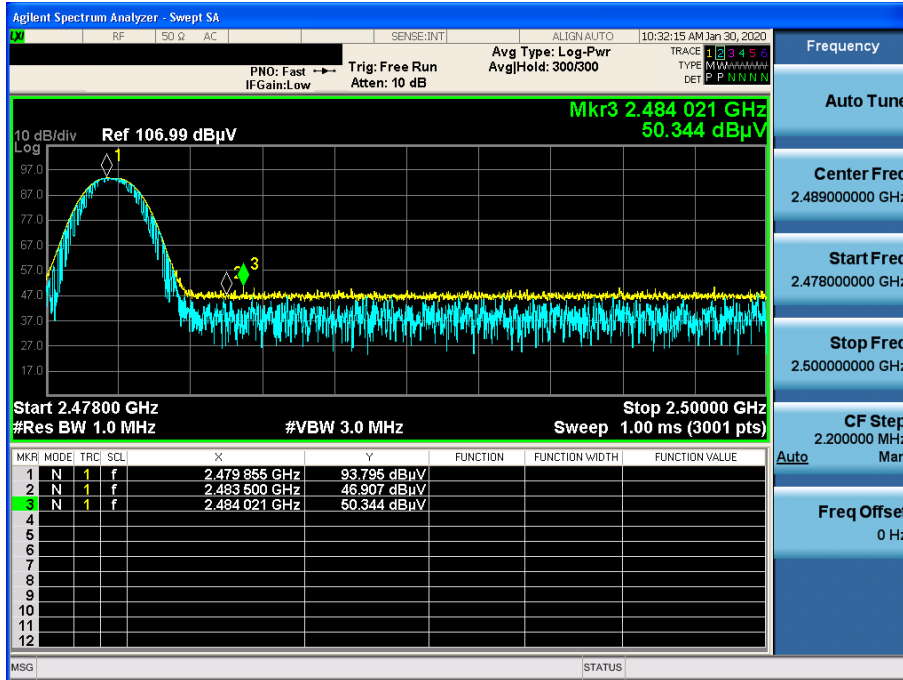 Agilent Spectrum Analyzer - Swept SA
LXI RF 50 Ω AC SENSE:INT ALIGNAUTO 10:32:15 AM Jan 30, 2020
PNO: Fast
IFGain:Low
Trig: Free Run
Atten: 10 dB
Avg Type: Log-Pwr
Avg|Hold: 300/300
TRACE 1 2 3 4 5 6
TYPE M W
DET P P N N N N
Mkr3 2.484 021 GHz
50.344 dBµV
10 dB/div Ref 106.99 dBµV
Log
97.0
87.0
77.0
67.0
57.0
47.0
37.0
27.0
17.0
1
2
3
Start 2.47800 GHz Stop 2.50000 GHz
#Res BW 1.0 MHz #VBW 3.0 MHz Sweep 1.00 ms (3001 pts)
MKR MODE TRC SCL X Y FUNCTION FUNCTION WIDTH FUNCTION VALUE
1 N 1 f 2.479 855 GHz 93.795 dBµV
2 N 1 f 2.483 500 GHz 46.907 dBµV
3 N 1 f 2.484 021 GHz 50.344 dBµV
4
5
6
7
8
9
10
11
12
MSG STATUS
Frequency
Auto Tune
Center Freq
2.489000000 GHz
Start Freq
2.478000000 GHz
Stop Freq
2.500000000 GHz
CF Step
2.200000 MHz
Auto Man
Freq Offset
0 Hz